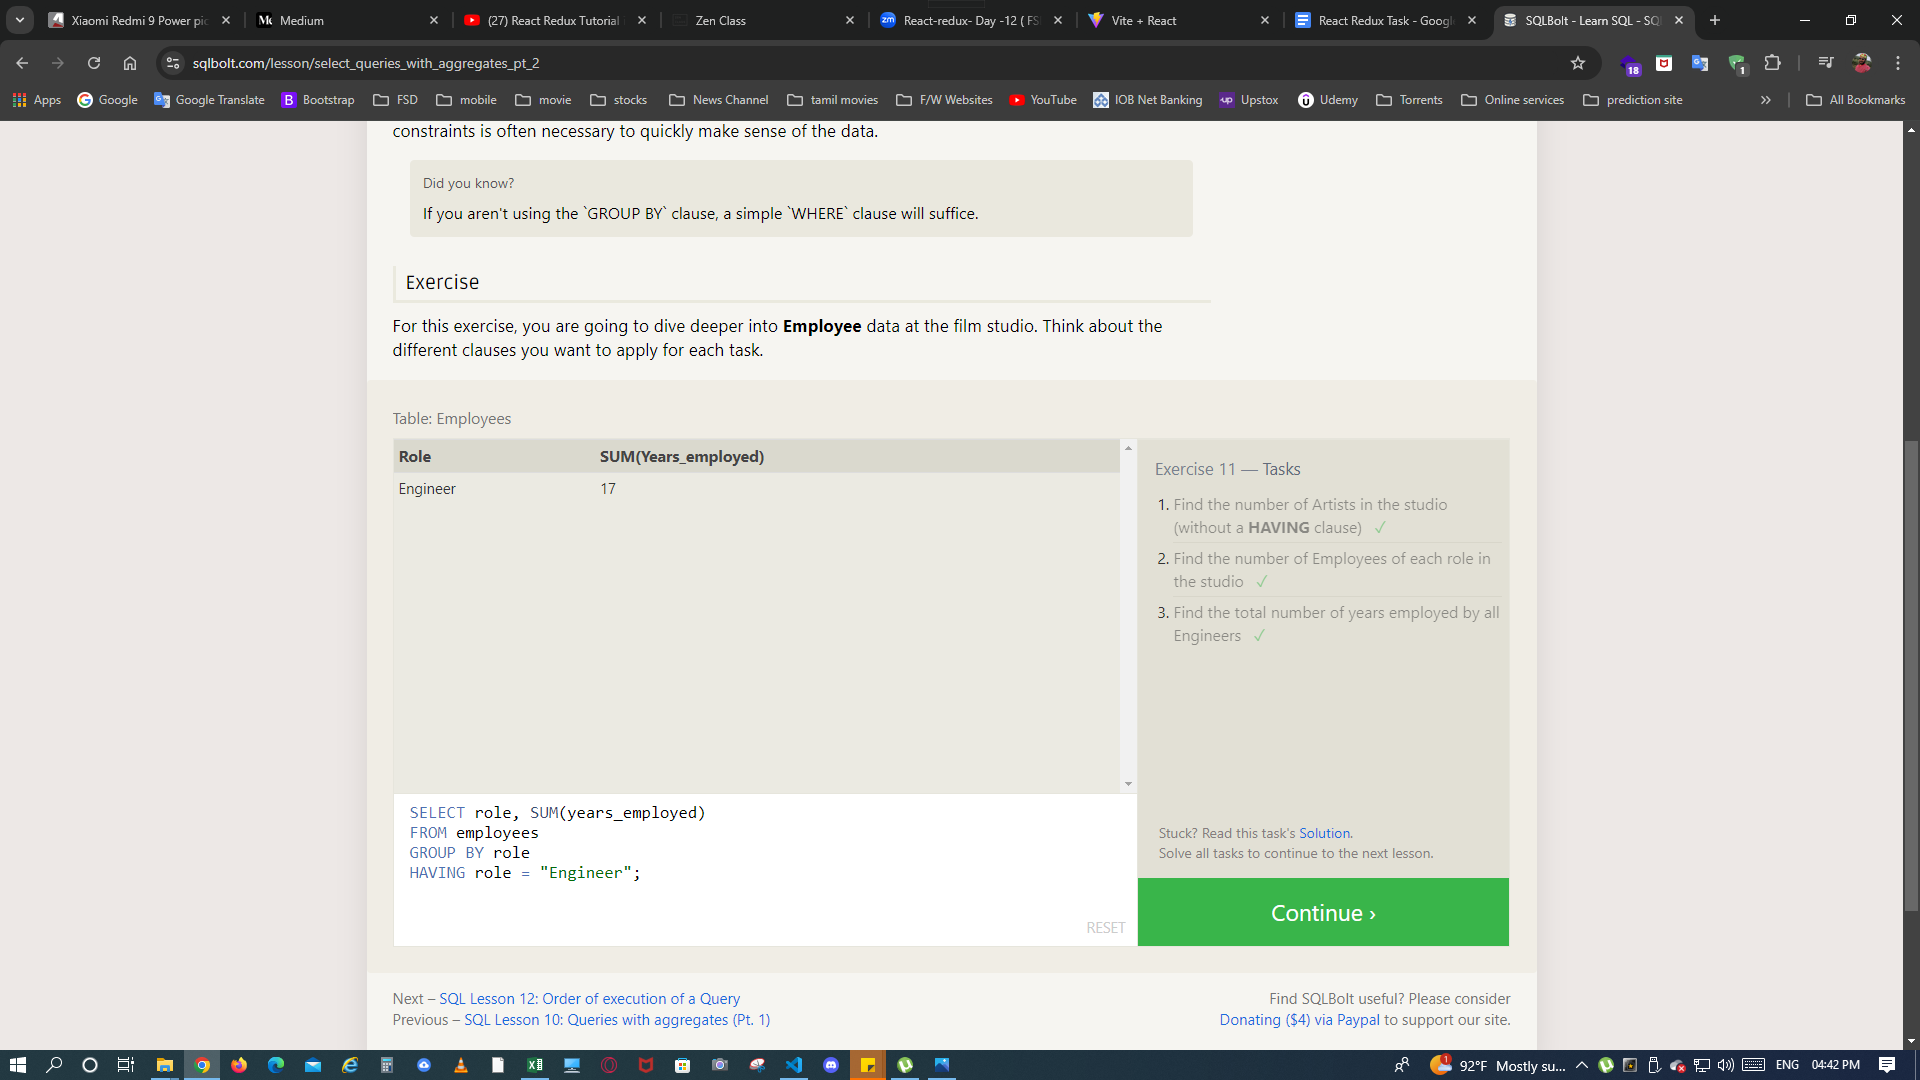 Xiaomi Redmi 9 Power pic
Medium
(27) React Redux Tutorial
Zen Class
React-redux- Day -12 ( FS
Vite + React
React Redux Task - Googl
SQLBolt - Learn SQL - SQ
sqlbolt.com/lesson/select_queries_with_aggregates_pt_2
18
1
Apps
Google
Google Translate
Bootstrap
FSD
mobile
movie
stocks
News Channel
tamil movies
F/W Websites
YouTube
IOB Net Banking
Upstox
Udemy
Torrents
Online services
prediction site
All Bookmarks
constraints is often necessary to quickly make sense of the data.
Did you know?
If you aren't using the `GROUP BY` clause, a simple `WHERE` clause will suffice.
Exercise
For this exercise, you are going to dive deeper into Employee data at the film studio. Think about the
different clauses you want to apply for each task.
Table: Employees
Role SUM(Years_employed)
Engineer 17
Exercise 11 — Tasks
1. Find the number of Artists in the studio
(without a HAVING clause) ✓
2. Find the number of Employees of each role in
the studio ✓
3. Find the total number of years employed by all
Engineers ✓
SELECT role, SUM(years_employed)
FROM employees
GROUP BY role
HAVING role = "Engineer";
RESET
Stuck? Read this task's Solution.
Solve all tasks to continue to the next lesson.
Continue ›
Next – SQL Lesson 12: Order of execution of a Query
Previous – SQL Lesson 10: Queries with aggregates (Pt. 1)
Find SQLBolt useful? Please consider
Donating ($4) via Paypal to support our site.
1
92°F Mostly su...
ENG
04:42 PM